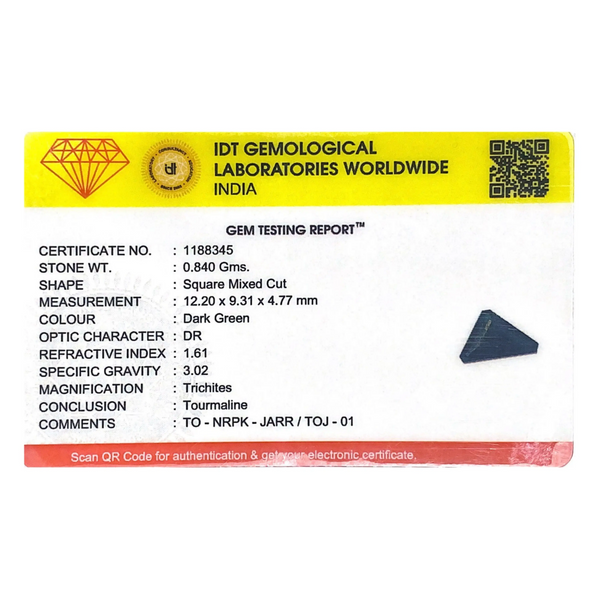 IDT GEMOLOGICAL
LABORATORIES WORLDWIDE
INDIA
GEM TESTING REPORT™
CERTIFICATE NO. : 1188345
STONE WT. : 0.840 Gms.
SHAPE : Square Mixed Cut
MEASUREMENT : 12.20 x 9.31 x 4.77 mm
COLOUR : Dark Green
OPTIC CHARACTER : DR
REFRACTIVE INDEX : 1.61
SPECIFIC GRAVITY : 3.02
MAGNIFICATION : Trichites
CONCLUSION : Tourmaline
COMMENTS : TO - NRPK - JARR / TOJ - 01
Scan QR Code for authentication & get your electronic certificate.